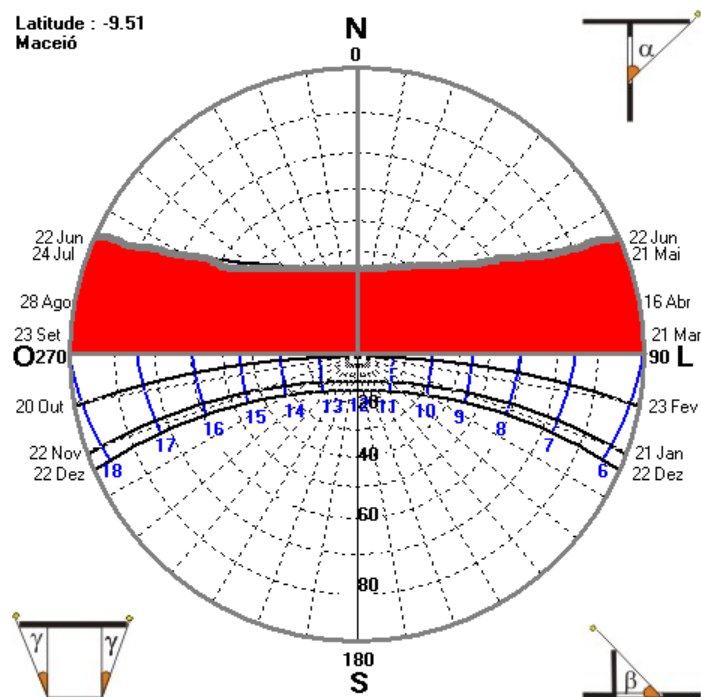 Latitude : -9.51
Maceió
N
0
α
22 Jun
24 Jul
22 Jun
21 Mai
28 Ago
16 Abr
23 Set
21 Mar
O 270
90 L
20 Out
23 Fev
18 17 16 15 14 13 12 11 10 9 8 7 6
20
40
60
80
22 Nov
22 Dez
21 Jan
22 Dez
180
S
γ γ
β